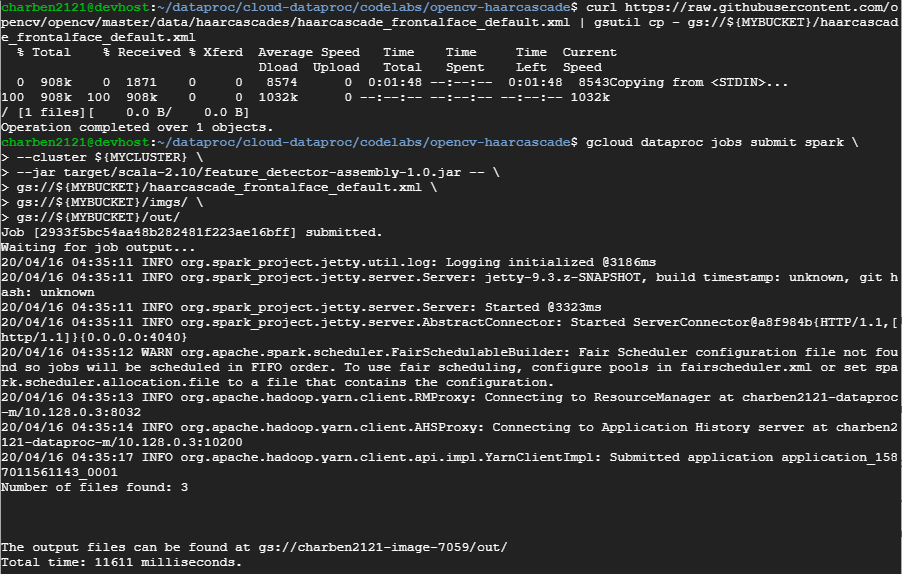 charben2121@devhost:~/dataproc/cloud-dataproc/codelabs/opencv-haarcascade$ curl https://raw.githubusercontent.com/o
pencv/opencv/master/data/haarcascades/haarcascade_frontalface_default.xml | gsutil cp - gs://${MYBUCKET}/haarcascad
e_frontalface_default.xml
  % Total    % Received % Xferd  Average Speed   Time    Time     Time  Current
                                 Dload  Upload   Total   Spent    Left  Speed
  0  908k    0  1871    0     0   8574      0  0:01:48 --:--:--  0:01:48  8543Copying from <STDIN>...
100  908k  100  908k    0     0  1032k      0 --:--:-- --:--:-- --:--:-- 1032k
/ [1 files][    0.0 B/    0.0 B]
Operation completed over 1 objects.
charben2121@devhost:~/dataproc/cloud-dataproc/codelabs/opencv-haarcascade$ gcloud dataproc jobs submit spark \
> --cluster ${MYCLUSTER} \
> --jar target/scala-2.10/feature_detector-assembly-1.0.jar -- \
> gs://${MYBUCKET}/haarcascade_frontalface_default.xml \
> gs://${MYBUCKET}/imgs/ \
> gs://${MYBUCKET}/out/
Job [2933f5bc54aa48b282481f223ae16bff] submitted.
Waiting for job output...
20/04/16 04:35:11 INFO org.spark_project.jetty.util.log: Logging initialized @3186ms
20/04/16 04:35:11 INFO org.spark_project.jetty.server.Server: jetty-9.3.z-SNAPSHOT, build timestamp: unknown, git h
ash: unknown
20/04/16 04:35:11 INFO org.spark_project.jetty.server.Server: Started @3323ms
20/04/16 04:35:11 INFO org.spark_project.jetty.server.AbstractConnector: Started ServerConnector@a8f984b{HTTP/1.1,[
http/1.1]}{0.0.0.0:4040}
20/04/16 04:35:12 WARN org.apache.spark.scheduler.FairSchedulableBuilder: Fair Scheduler configuration file not fou
nd so jobs will be scheduled in FIFO order. To use fair scheduling, configure pools in fairscheduler.xml or set spa
rk.scheduler.allocation.file to a file that contains the configuration.
20/04/16 04:35:13 INFO org.apache.hadoop.yarn.client.RMProxy: Connecting to ResourceManager at charben2121-dataproc
-m/10.128.0.3:8032
20/04/16 04:35:14 INFO org.apache.hadoop.yarn.client.AHSProxy: Connecting to Application History server at charben2
121-dataproc-m/10.128.0.3:10200
20/04/16 04:35:17 INFO org.apache.hadoop.yarn.client.api.impl.YarnClientImpl: Submitted application application_158
7011561143_0001
Number of files found: 3
The output files can be found at gs://charben2121-image-7059/out/
Total time: 11611 milliseconds.